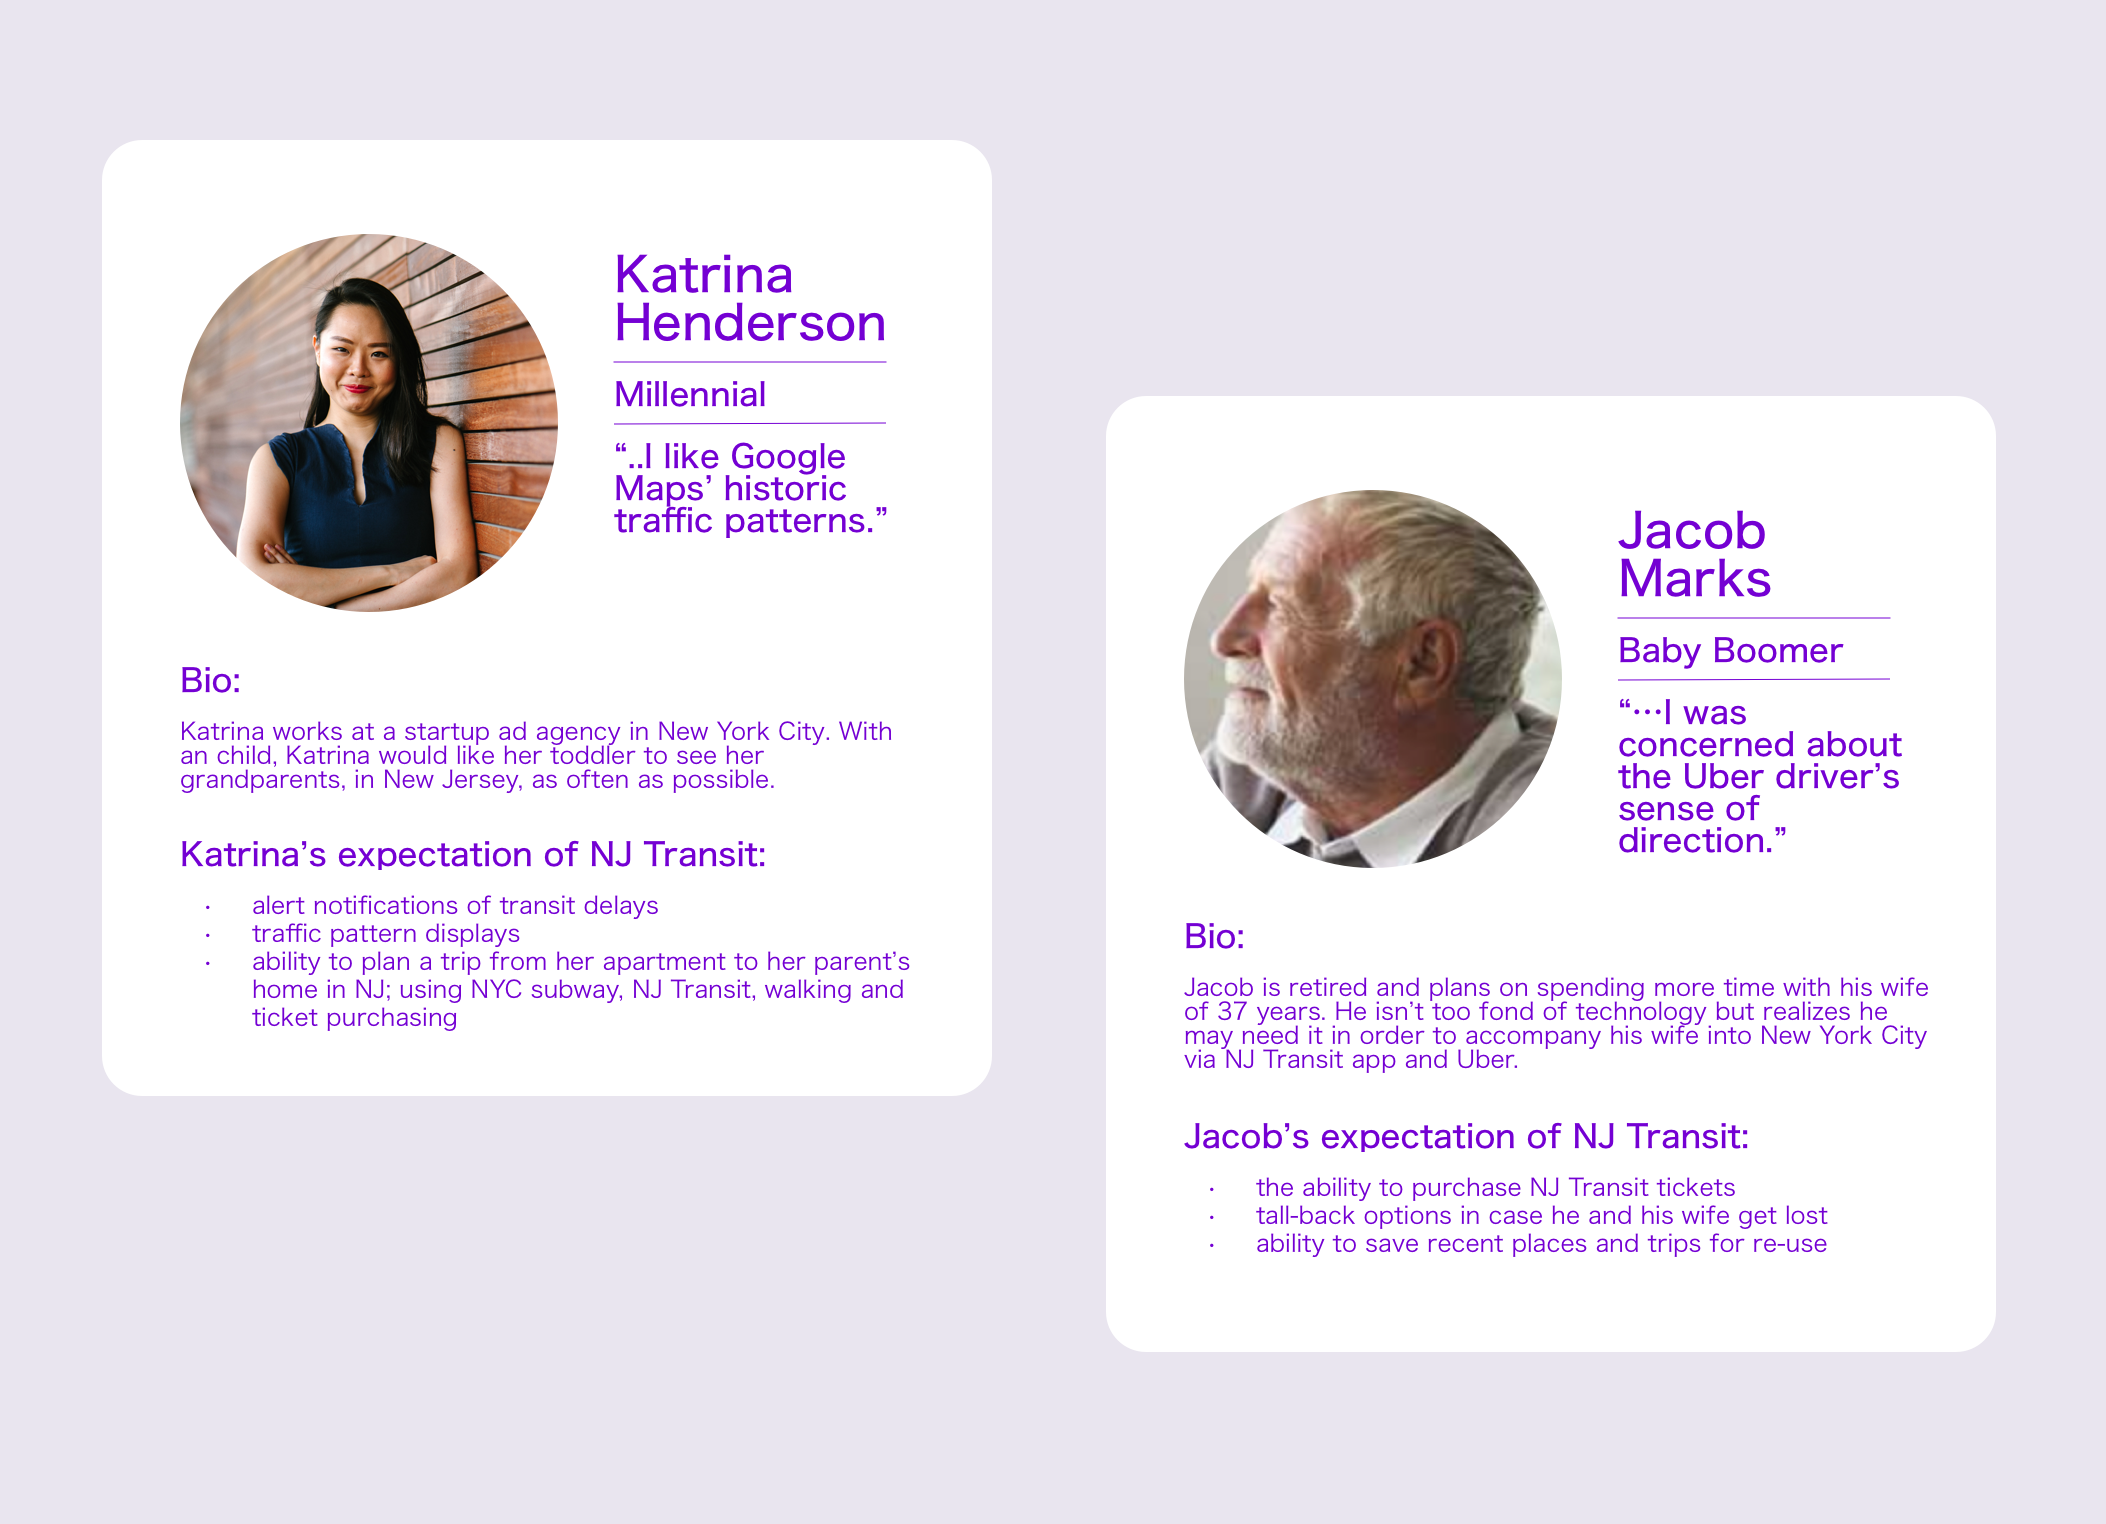 Katrina
Henderson
Millennial
“..I like Google
Maps’ historic
traffic patterns.”
Bio:
Katrina works at a startup ad agency in New York City. With
an child, Katrina would like her toddler to see her
grandparents, in New Jersey, as often as possible.
Katrina’s expectation of NJ Transit:
· alert notifications of transit delays
· traffic pattern displays
· ability to plan a trip from her apartment to her parent’s
home in NJ; using NYC subway, NJ Transit, walking and
ticket purchasing
Jacob
Marks
Baby Boomer
“···I was
concerned about
the Uber driver’s
sense of
direction.”
Bio:
Jacob is retired and plans on spending more time with his wife
of 37 years. He isn’t too fond of technology but realizes he
may need it in order to accompany his wife into New York City
via NJ Transit app and Uber.
Jacob’s expectation of NJ Transit:
· the ability to purchase NJ Transit tickets
· tall-back options in case he and his wife get lost
· ability to save recent places and trips for re-use